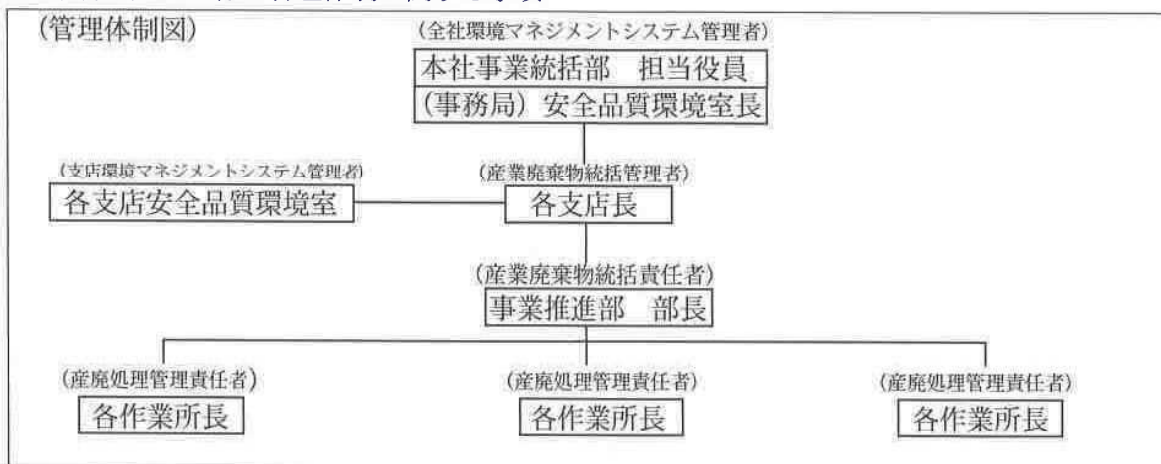 (管理体制図)
(全社環境マネジメントシステム管理者)
本社事業統括部　担当役員
(事務局) 安全品質環境室長
(支店環境マネジメントシステム管理者)
(産業廃棄物統括管理者)
各支店安全品質環境室
各支店長
(産業廃棄物統括責任者)
事業推進部　部長
(産廃処理管理責任者)
(産廃処理管理責任者)
(産廃処理管理責任者)
各作業所長
各作業所長
各作業所長